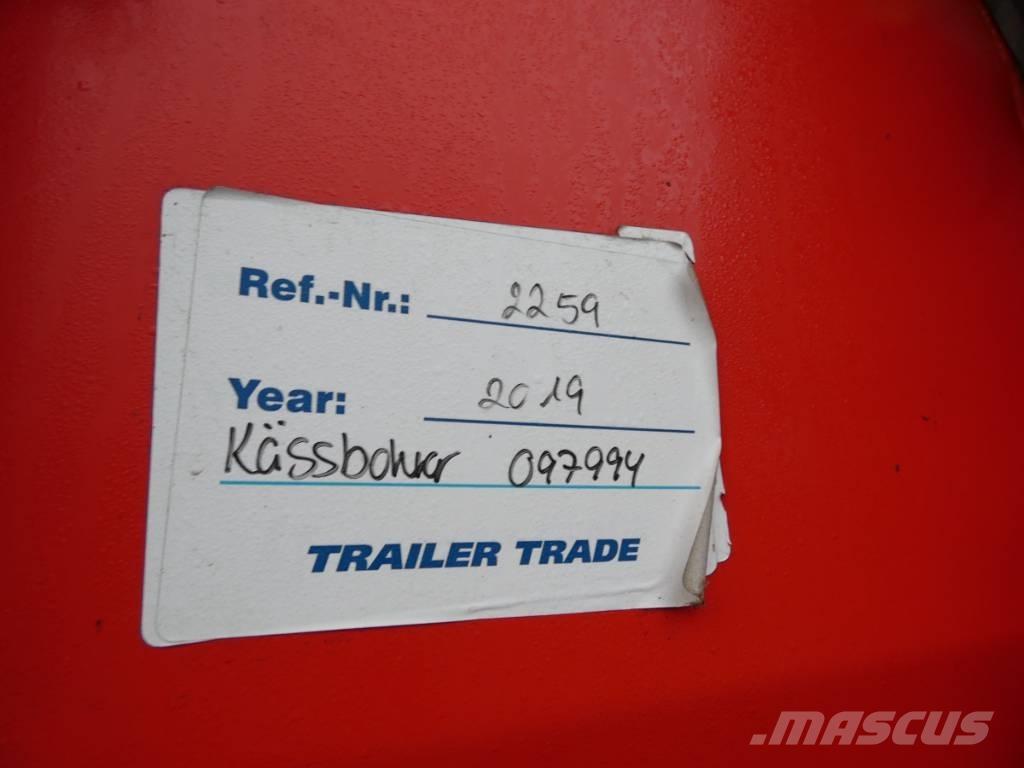 Ref.-Nr.: 2259
Year: 2019
Kässbohrer 097994
TRAILER TRADE
.MASCUS